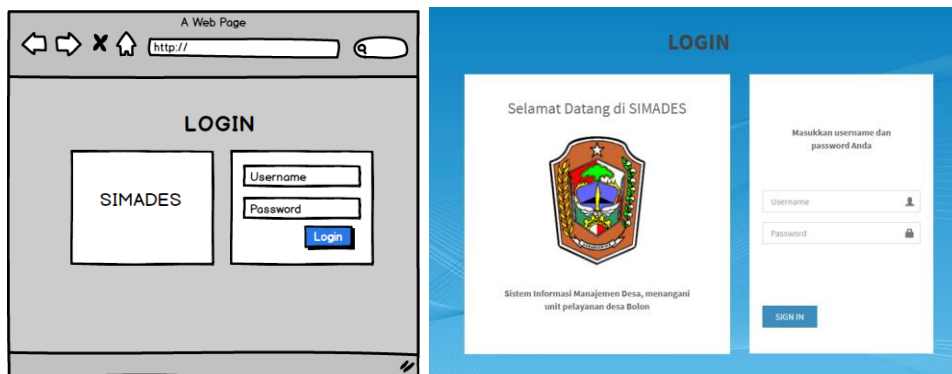 A Web Page
http://
LOGIN
SIMADES
Username
Password
Login
LOGIN
Selamat Datang di SIMADES
Sistem Informasi Manajemen Desa, menangani
unit pelayanan desa Bolon
Masukkan username dan
password Anda
Username
Password
SIGN IN